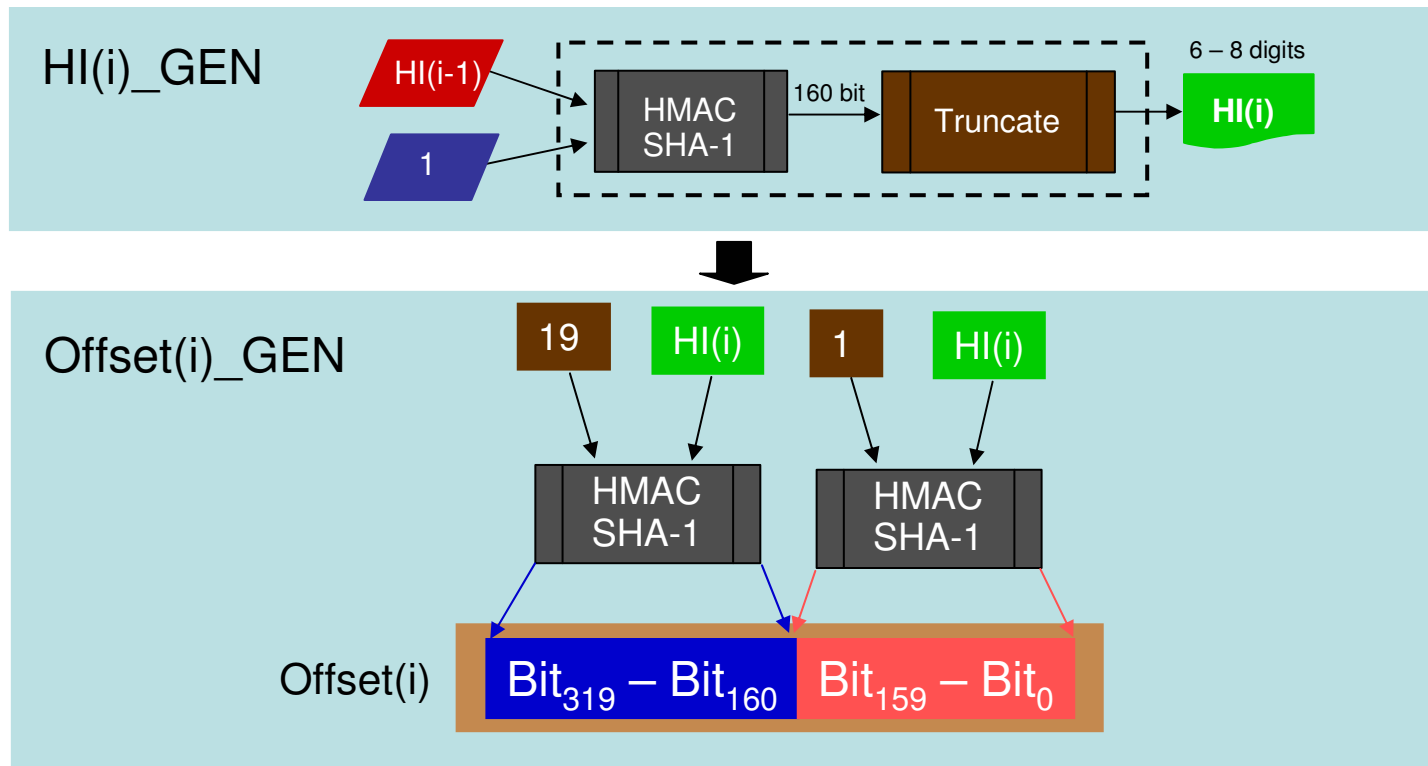 HI(i)_GEN
HI(i-1)
1
HMAC
SHA-1
160 bit
Truncate
6 – 8 digits
HI(i)
Offset(i)_GEN
19
HI(i)
1
HI(i)
HMAC
SHA-1
HMAC
SHA-1
Offset(i)
Bit319 – Bit160
Bit159 – Bit0